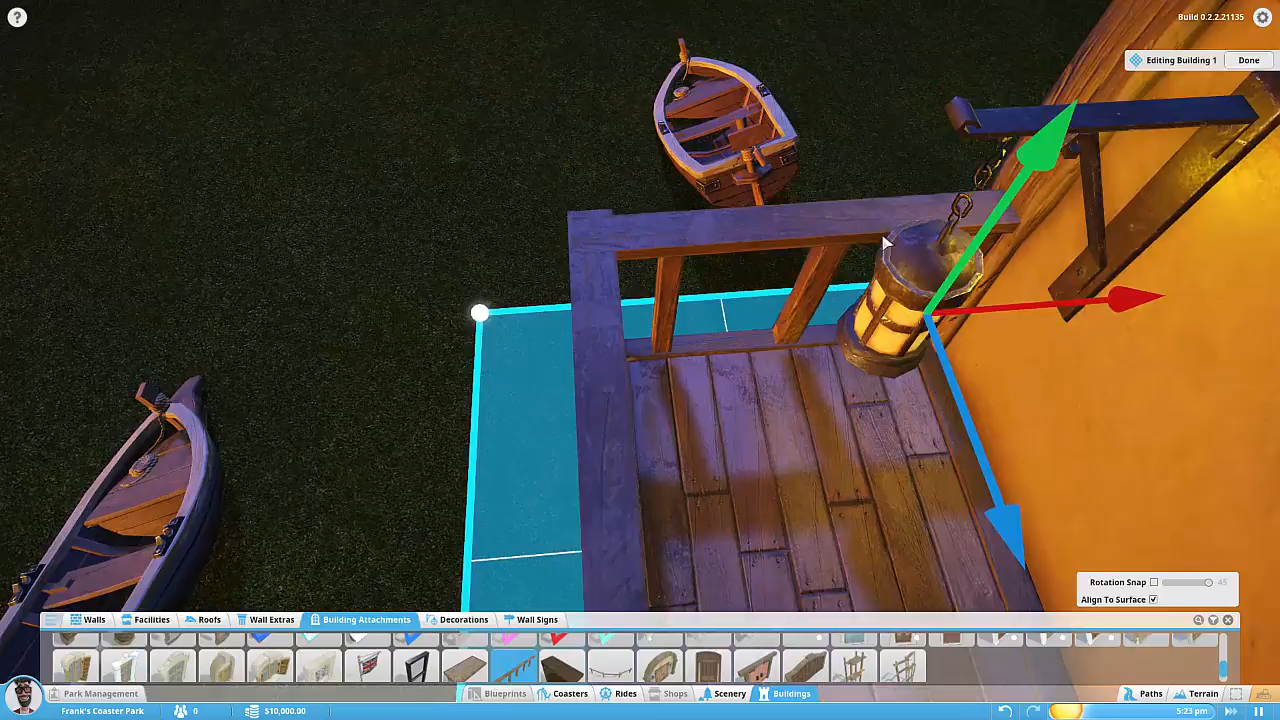 ?
Build 0.2.2.21135
Editing Building 1 Done
Rotation Snap 45
Align To Surface
Walls Facilities Roofs Wall Extras Building Attachments Decorations Wall Signs
Park Management Blueprints Coasters Rides Shops Scenery Buildings Paths Terrain
Frank's Coaster Park 0 $10,000.00 5:23 pm